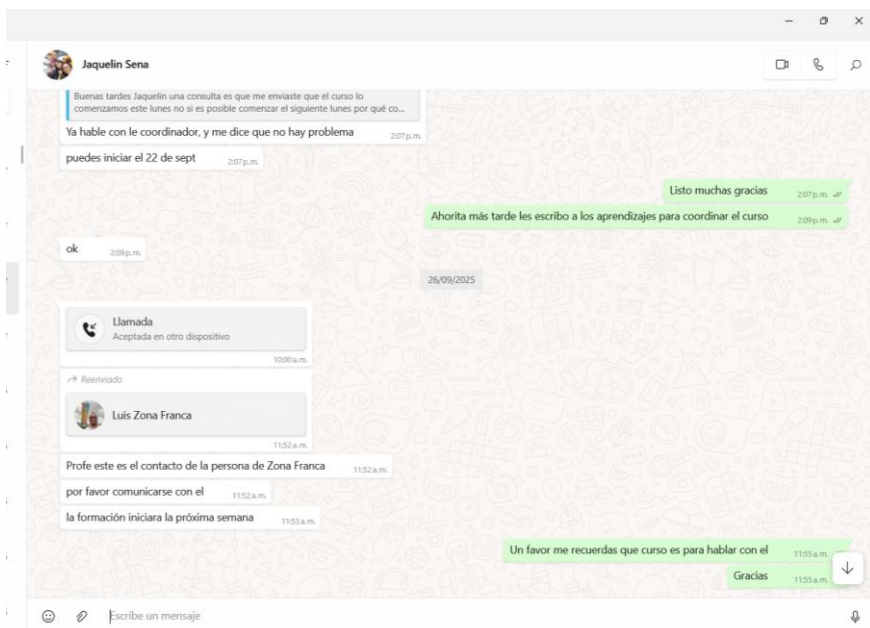 Jaquelin Sena
Buenas tardes Jaquelin una consulta es que me enviaste que el curso lo
comenzamos este lunes no si es posible comenzar el siguiente lunes por qué co...
Ya hable con le coordinador, y me dice que no hay problema
2:07 p.m.
puedes iniciar el 22 de sept
2:07 p.m.
Listo muchas gracias
2:07 p.m.
Ahorita más tarde les escribo a los aprendizajes para coordinar el curso
2:09 p.m.
ok
2:09 p.m.
26/09/2025
Llamada
Aceptada en otro dispositivo
10:00 a.m.
Reenviado
Luis Zona Franca
11:52 a.m.
Profe este es el contacto de la persona de Zona Franca
11:52 a.m.
por favor comunicarse con el
11:52 a.m.
la formación iniciara la próxima semana
11:53 a.m.
Un favor me recuerdas que curso es para hablar con el
11:55 a.m.
Gracias
11:55 a.m.
Escribe un mensaje